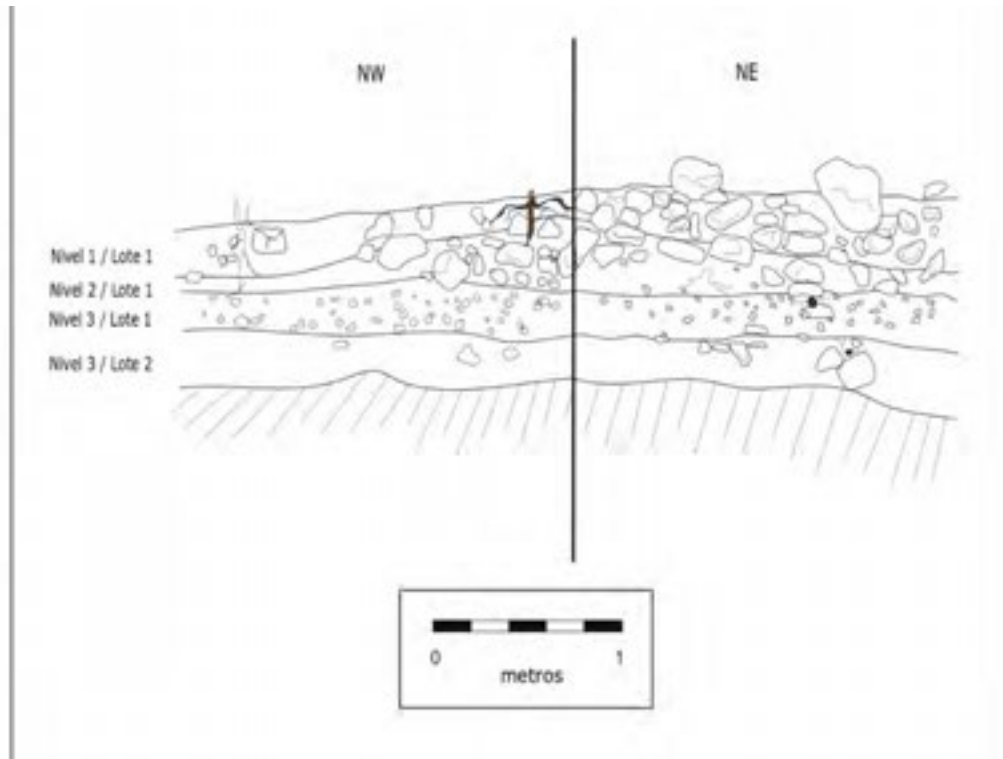 NW
NE
Nivel 1 / Lote 1
Nivel 2 / Lote 1
Nivel 3 / Lote 1
Nivel 3 / Lote 2
0 1
metros